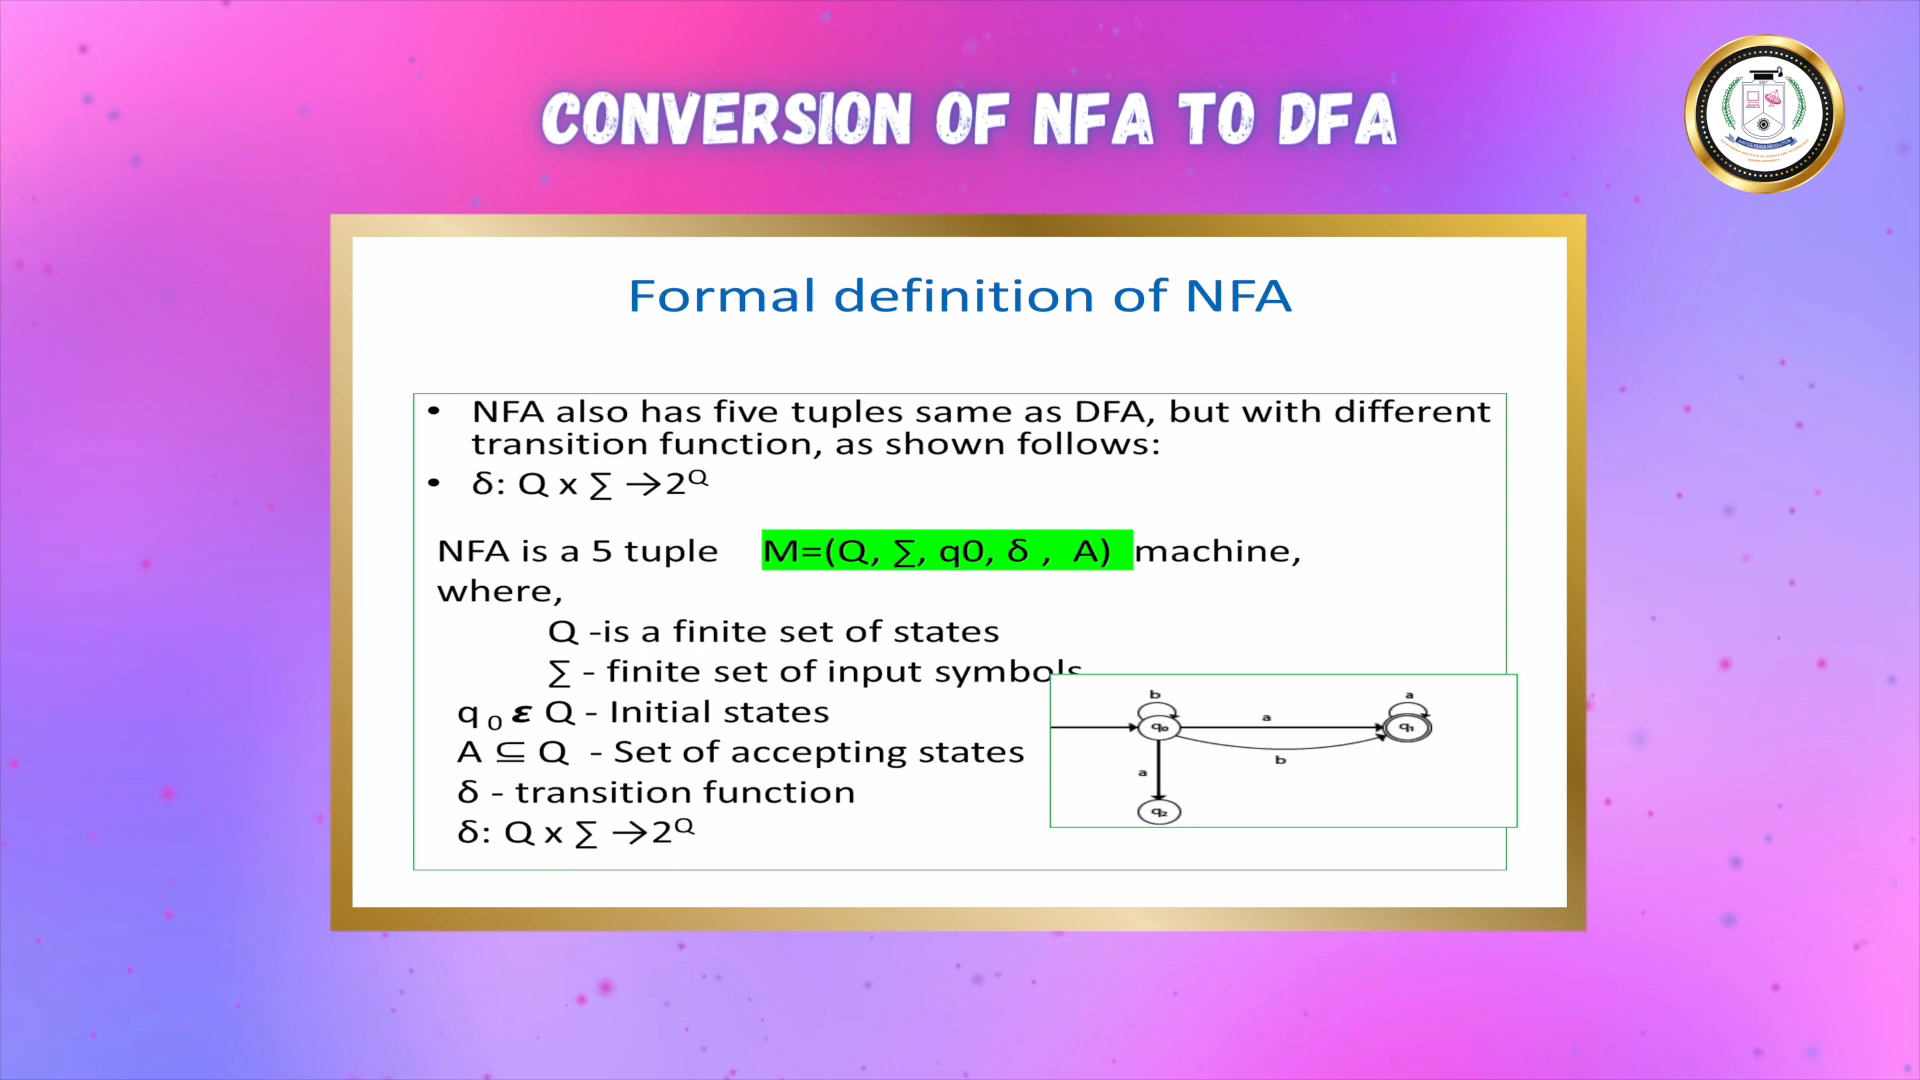 CONVERSION OF NFA TO DFA
Formal definition of NFA
• NFA also has five tuples same as DFA, but with different
transition function, as shown follows:
• δ: Q x ∑ →2^Q
NFA is a 5 tuple M=(Q, ∑, q0, δ , A) machine,
where,
Q -is a finite set of states
∑ - finite set of input symbols
q 0 ε Q - Initial states
A ⊆ Q - Set of accepting states
δ - transition function
δ: Q x ∑ →2^Q
b
a
q0
a
q1
b
a
q2